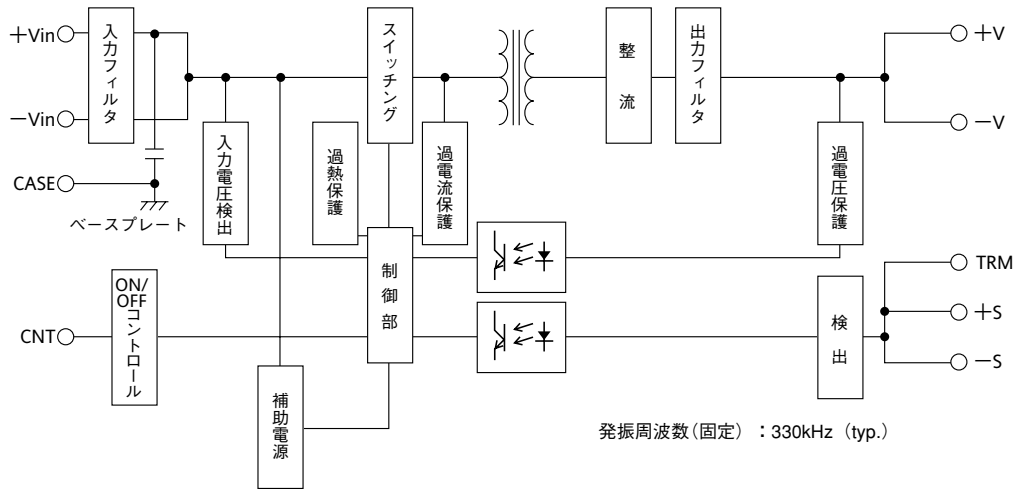 +Vin
−Vin
CASE
ベースプレート
CNT
入力フィルタ
入力電圧検出
ON/
OFF
コントロール
補助電源
スイッチング
過熱保護
過電流保護
制御部
整流
出力フィルタ
過電圧保護
検出
+V
−V
TRM
+S
−S
発振周波数(固定):330kHz (typ.)